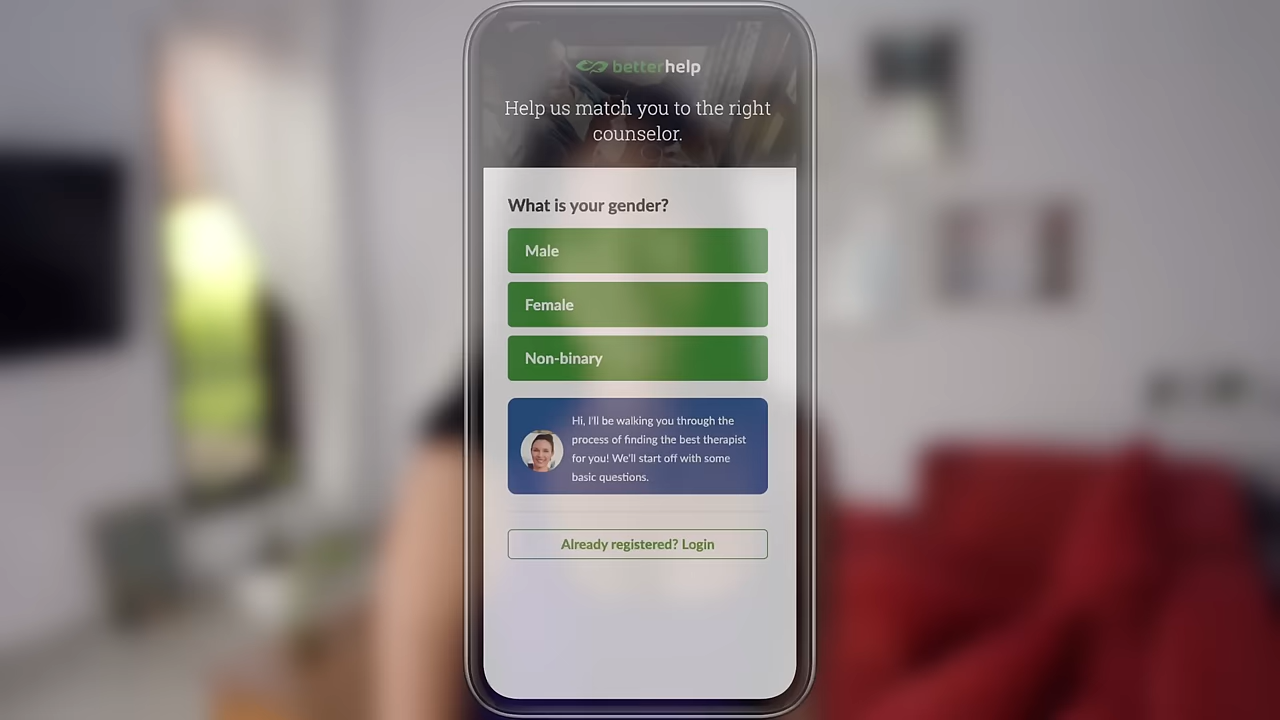 betterhelp
Help us match you to the right
counselor.
What is your gender?
Male
Female
Non-binary
Hi, I'll be walking you through the
process of finding the best therapist
for you! We'll start off with some
basic questions.
Already registered? Login